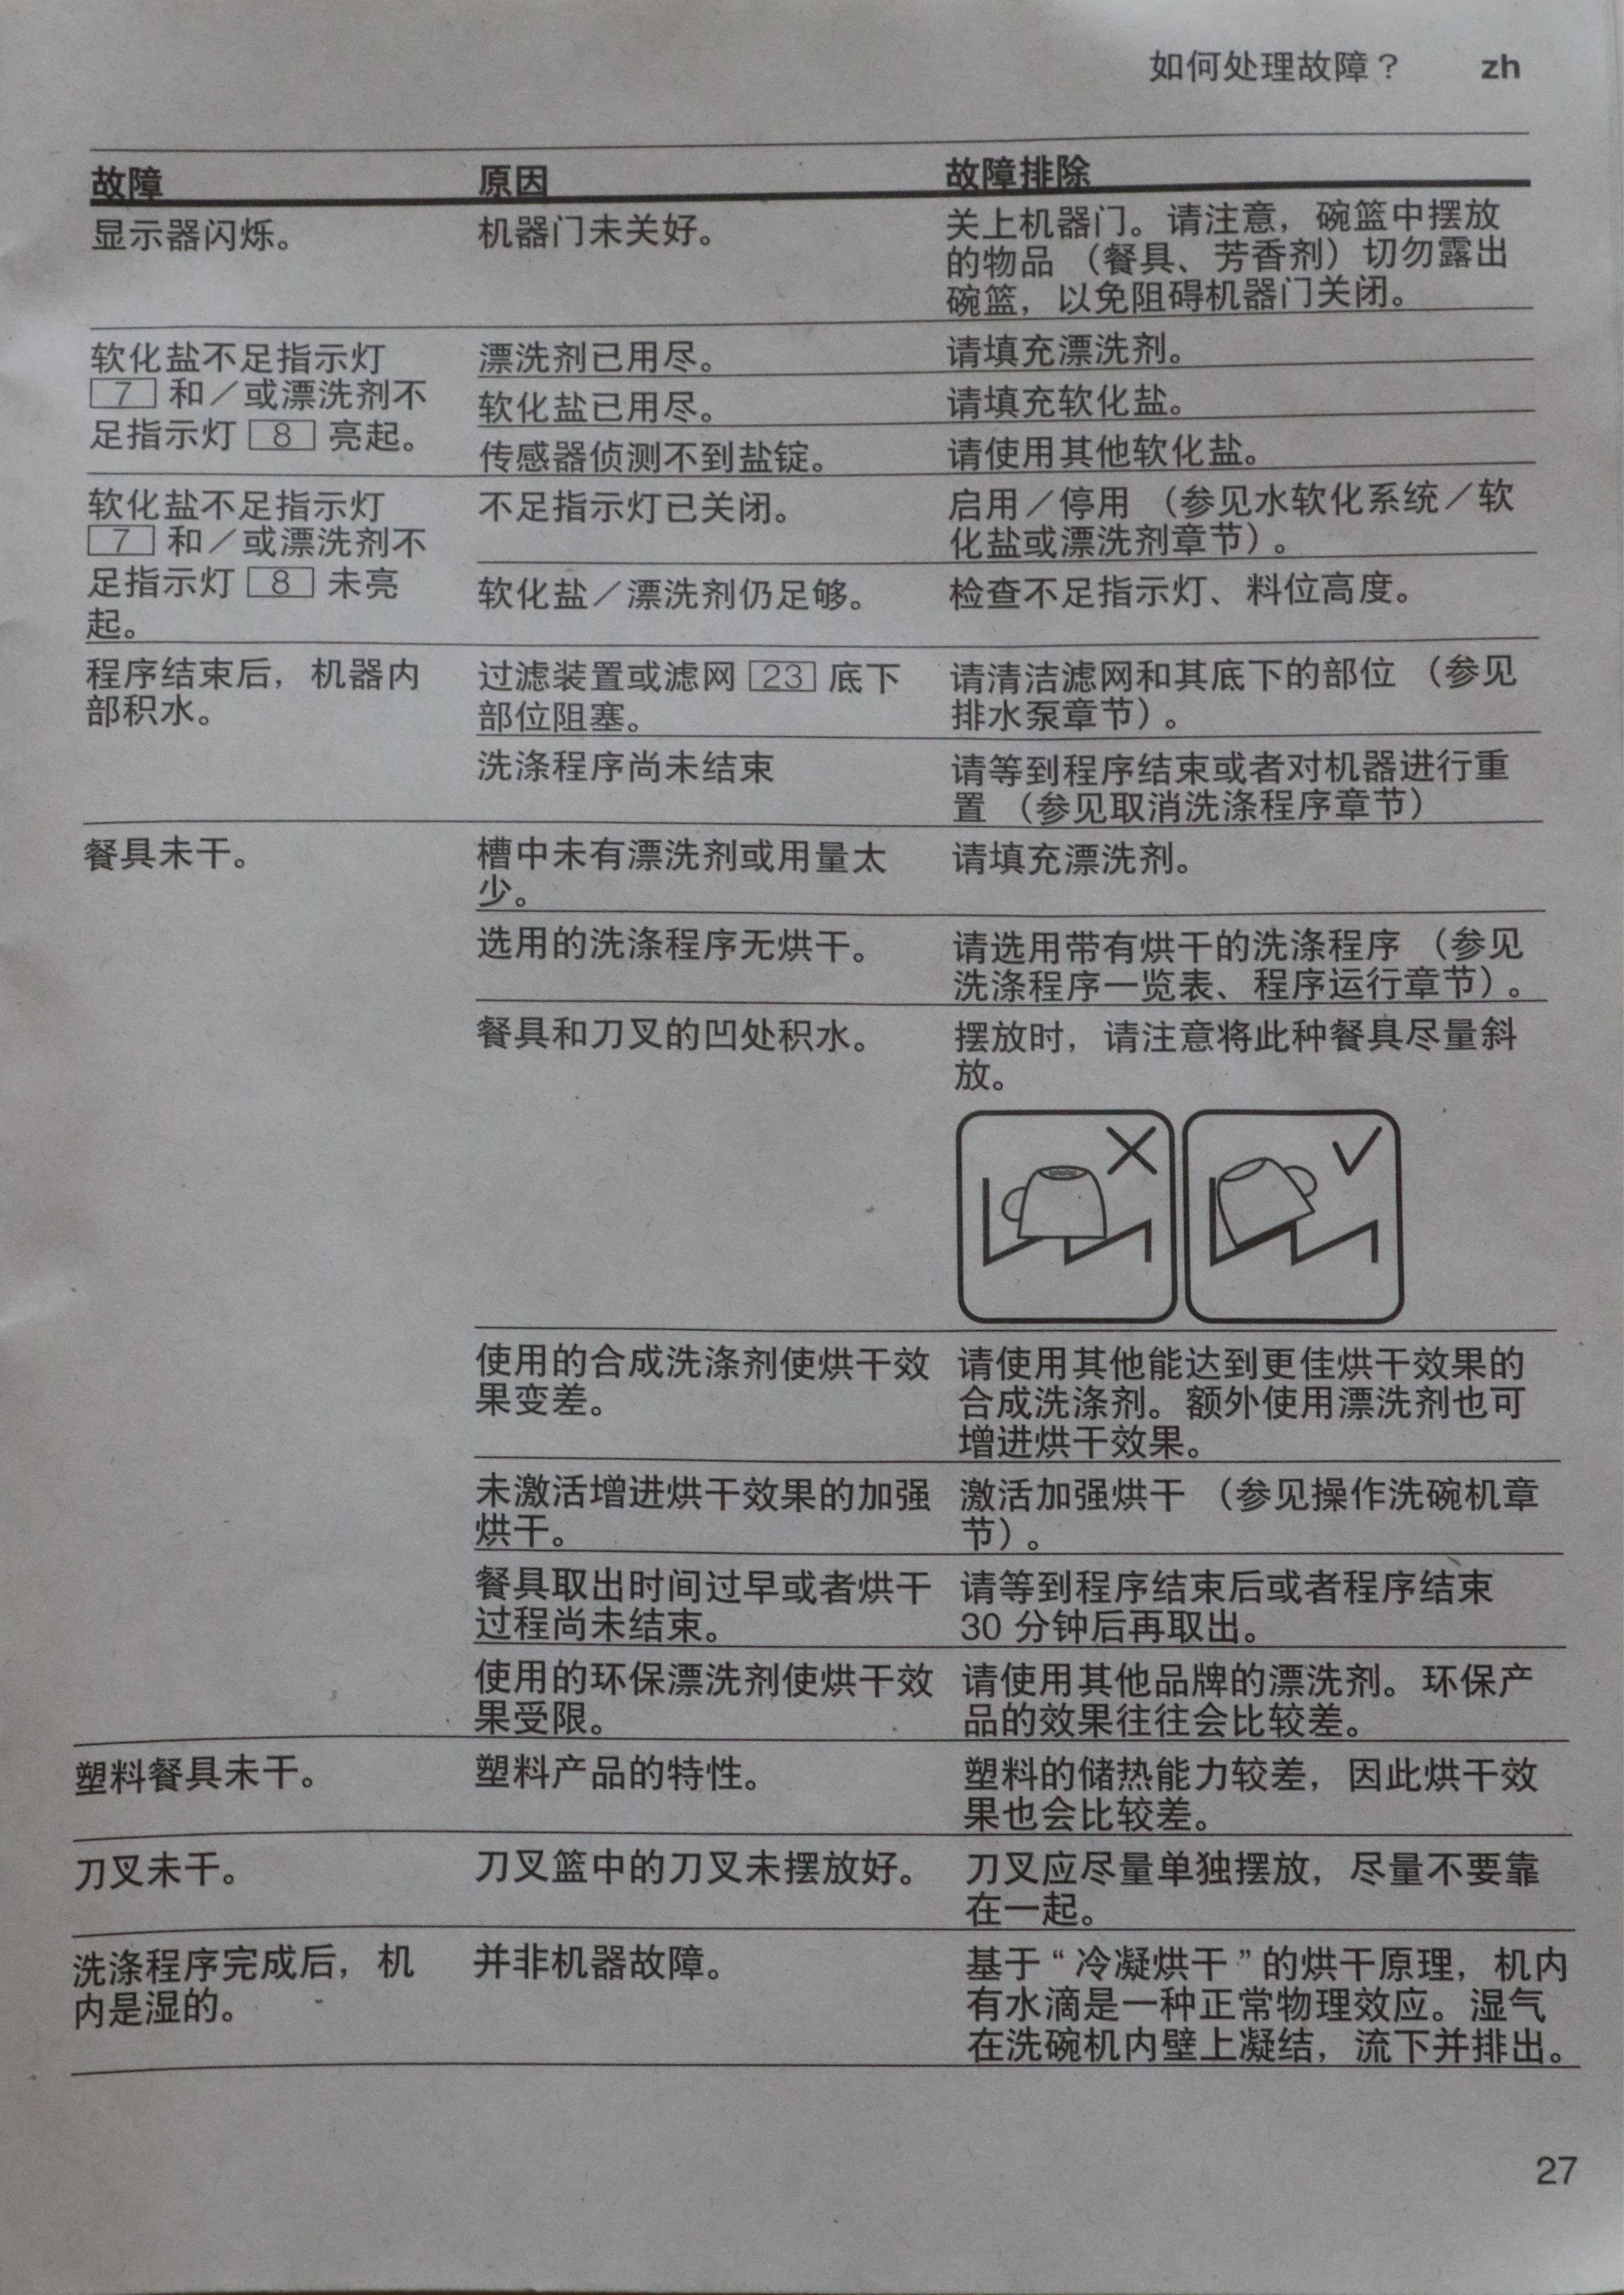 如何处理故障？ zh
故障 原因 故障排除
显示器闪烁。 机器门未关好。 关上机器门。请注意，碗篮中摆放
的物品（餐具、芳香剂）切勿露出
碗篮，以免阻碍机器门关闭。
软化盐不足指示灯
7 和／或漂洗剂不
足指示灯 8 亮起。
漂洗剂已用尽。 请填充漂洗剂。
软化盐已用尽。 请填充软化盐。
传感器侦测不到盐锭。 请使用其他软化盐。
软化盐不足指示灯
7 和／或漂洗剂不
足指示灯 8 未亮
起。
不足指示灯已关闭。 启用／停用（参见水软化系统／软
化盐或漂洗剂章节）。
软化盐／漂洗剂仍足够。 检查不足指示灯、料位高度。
程序结束后，机器内
部积水。
过滤装置或滤网 23 底下
部位阻塞。
请清洁滤网和其底下的部位（参见
排水泵章节）。
洗涤程序尚未结束
请等到程序结束或者对机器进行重
置（参见取消洗涤程序章节）
餐具未干。
槽中未有漂洗剂或用量太
少。
请填充漂洗剂。
选用的洗涤程序无烘干。
请选用带有烘干的洗涤程序（参见
洗涤程序一览表、程序运行章节）。
餐具和刀叉的凹处积水。
摆放时，请注意将此种餐具尽量斜
放。
使用的合成洗涤剂使烘干效
果变差。
请使用其他能达到更佳烘干效果的
合成洗涤剂。额外使用漂洗剂也可
增进烘干效果。
未激活增进烘干效果的加强
烘干。
激活加强烘干（参见操作洗碗机章
节）。
餐具取出时间过早或者烘干
过程尚未结束。
请等到程序结束后或者程序结束
30 分钟后再取出。
使用的环保漂洗剂使烘干效
果受限。
请使用其他品牌的漂洗剂。环保产
品的效果往往会比较差。
塑料餐具未干。 塑料产品的特性。 塑料的储热能力较差，因此烘干效
果也会比较差。
刀叉未干。 刀叉篮中的刀叉未摆放好。 刀叉应尽量单独摆放，尽量不要靠
在一起。
洗涤程序完成后，机
内是湿的。
并非机器故障。
基于“冷凝烘干”的烘干原理，机内
有水滴是一种正常物理效应。湿气
在洗碗机内壁上凝结，流下并排出。
27